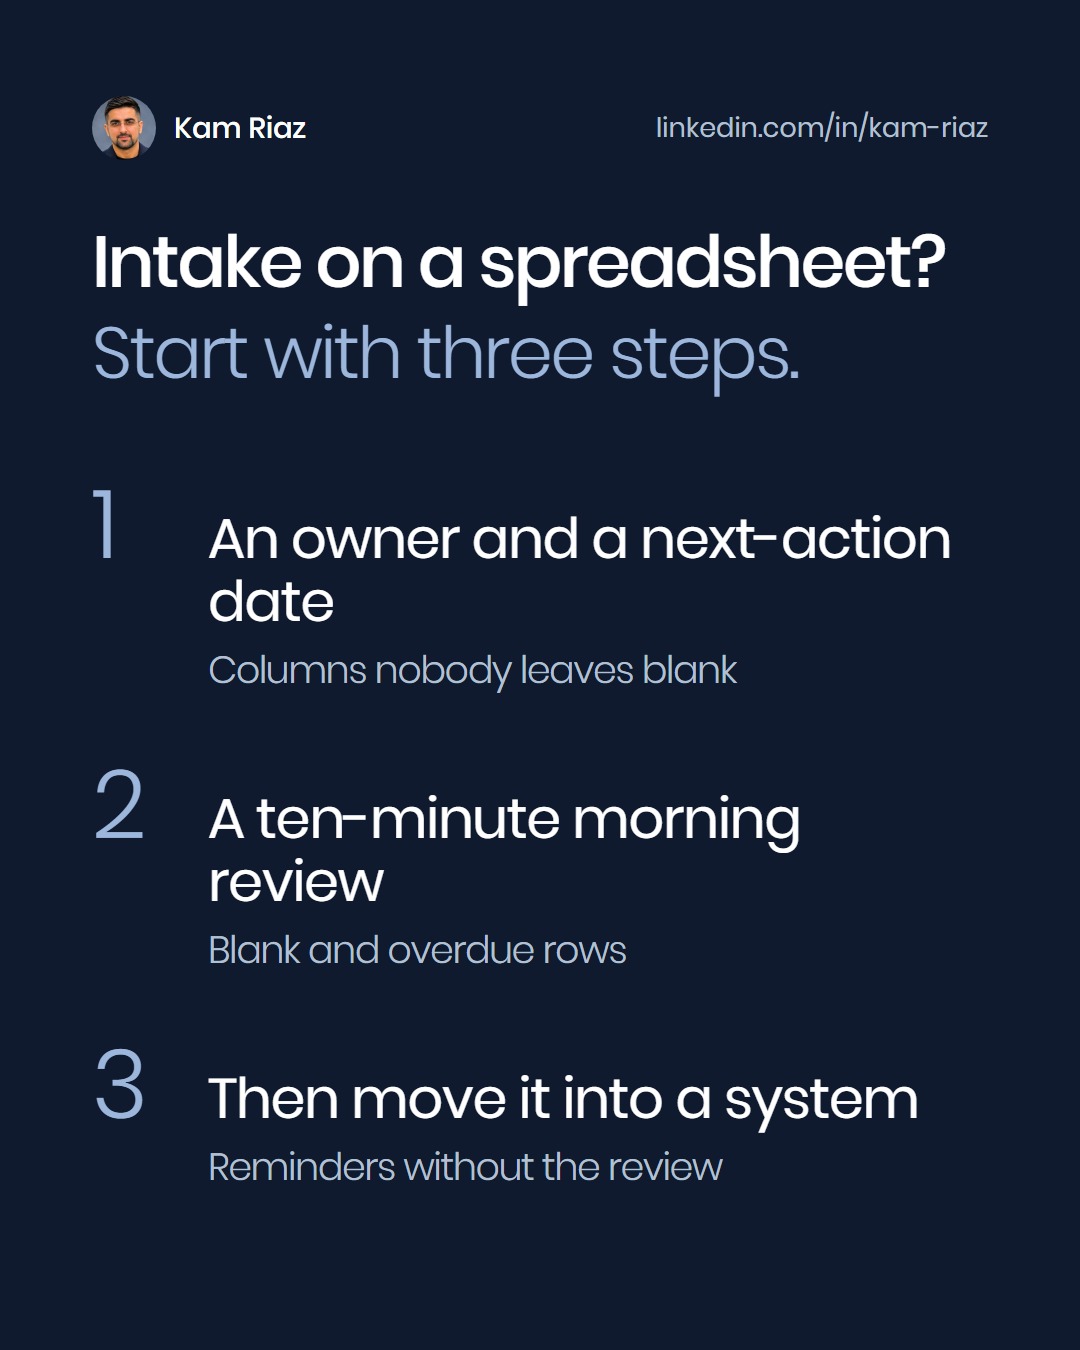 Kam Riaz
linkedin.com/in/kam-riaz
Intake on a spreadsheet?
Start with three steps.
1
An owner and a next-action
date
Columns nobody leaves blank
2
A ten-minute morning
review
Blank and overdue rows
3
Then move it into a system
Reminders without the review